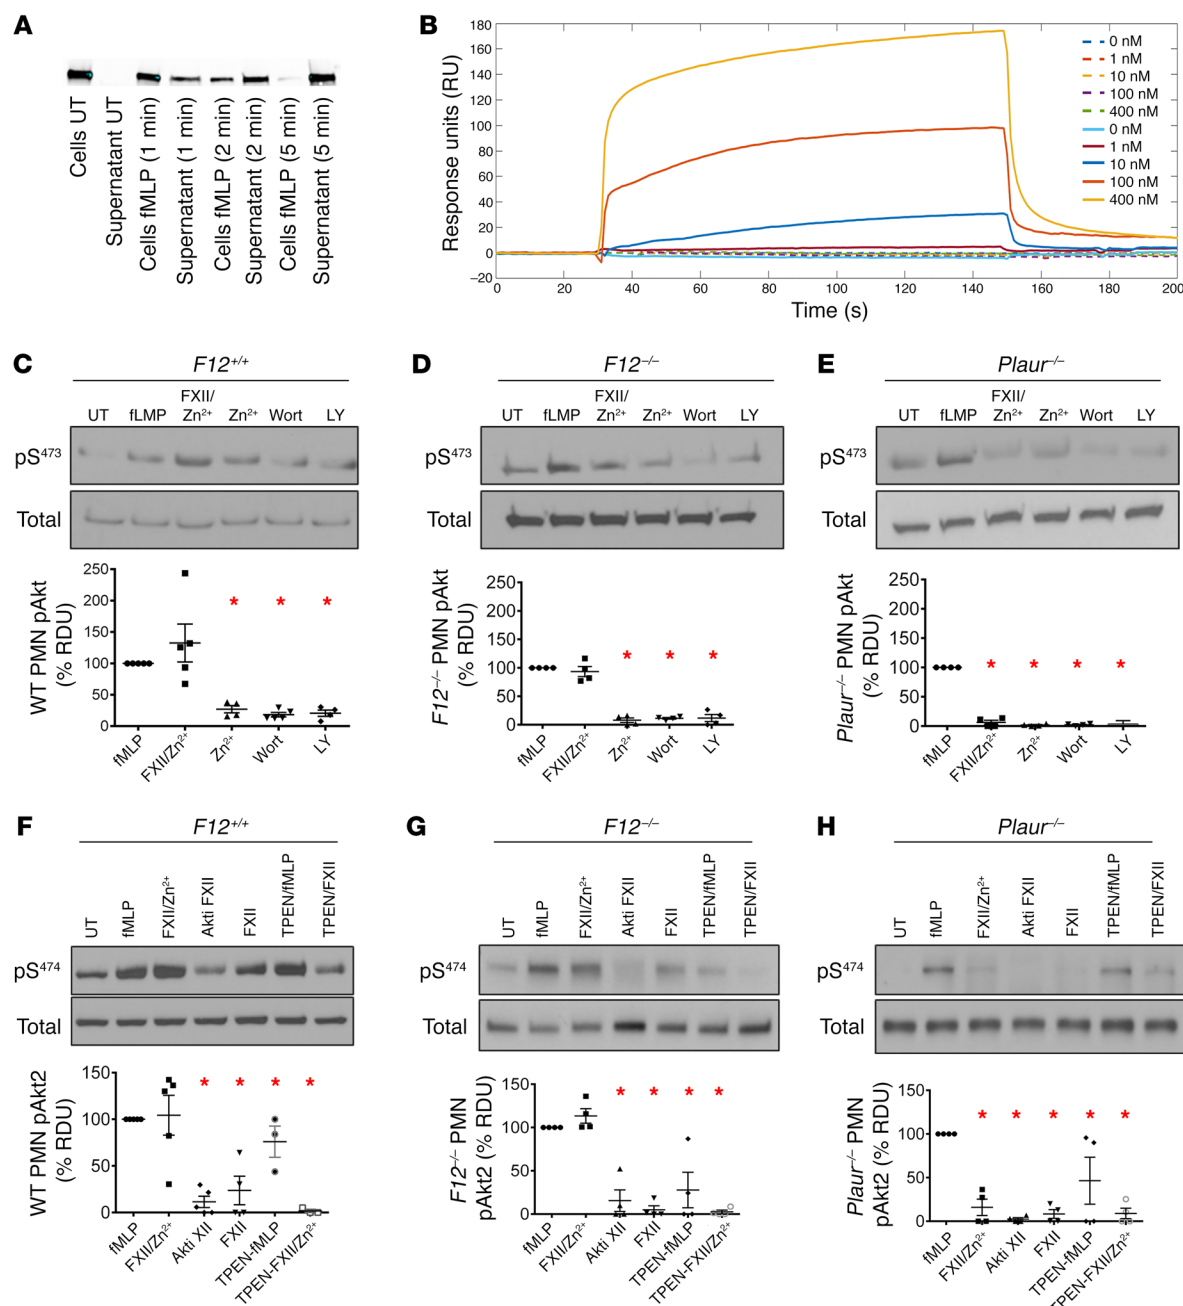 A
Cells UT
Supernatant UT
Cells fMLP (1 min)
Supernatant (1 min)
Cells fMLP (2 min)
Supernatant (2 min)
Cells fMLP (5 min)
Supernatant (5 min)
B
Response units (RU)
180
160
140
120
100
80
60
40
20
0
–20
0 20 40 60 80 100 120 140 160 180 200
Time (s)
0 nM
1 nM
10 nM
100 nM
400 nM
0 nM
1 nM
10 nM
100 nM
400 nM
C
F12+/+
UT fLMP FXII/Zn2+ Zn2+ Wort LY
pS473
Total
WT PMN pAkt (% RDU)
250
200
150
100
50
0
fMLP FXII/Zn2+ Zn2+ Wort LY
* * *
D
F12–/–
UT fLMP FXII/Zn2+ Zn2+ Wort LY
pS473
Total
F12–/– PMN pAkt (% RDU)
250
200
150
100
50
0
fMLP FXII/Zn2+ Zn2+ Wort LY
* * *
E
Plaur–/–
UT fLMP FXII/Zn2+ Zn2+ Wort LY
pS473
Total
Plaur–/– PMN pAkt (% RDU)
250
200
150
100
50
0
fMLP FXII/Zn2+ Zn2+ Wort LY
* * * *
F
F12+/+
UT fMLP FXII/Zn2+ Akti FXII FXII TPEN/fMLP TPEN/FXII
pS474
Total
WT PMN pAkt2 (% RDU)
150
100
50
0
fMLP FXII/Zn2+ Akti XII FXII TPEN-fMLP TPEN-FXII/Zn2+
* * * *
G
F12–/–
UT fMLP FXII/Zn2+ Akti FXII FXII TPEN/fMLP TPEN/FXII
pS474
Total
F12–/– PMN pAkt2 (% RDU)
150
100
50
0
fMLP FXII/Zn2+ Akti XII FXII TPEN-fMLP TPEN-FXII/Zn2+
* * * *
H
Plaur–/–
UT fMLP FXII/Zn2+ Akti FXII FXII TPEN/fMLP TPEN/FXII
pS474
Total
Plaur–/– PMN pAkt2 (% RDU)
150
100
50
0
fMLP FXII/Zn2+ Akti XII FXII TPEN-fMLP TPEN-FXII/Zn2+
* * * * *